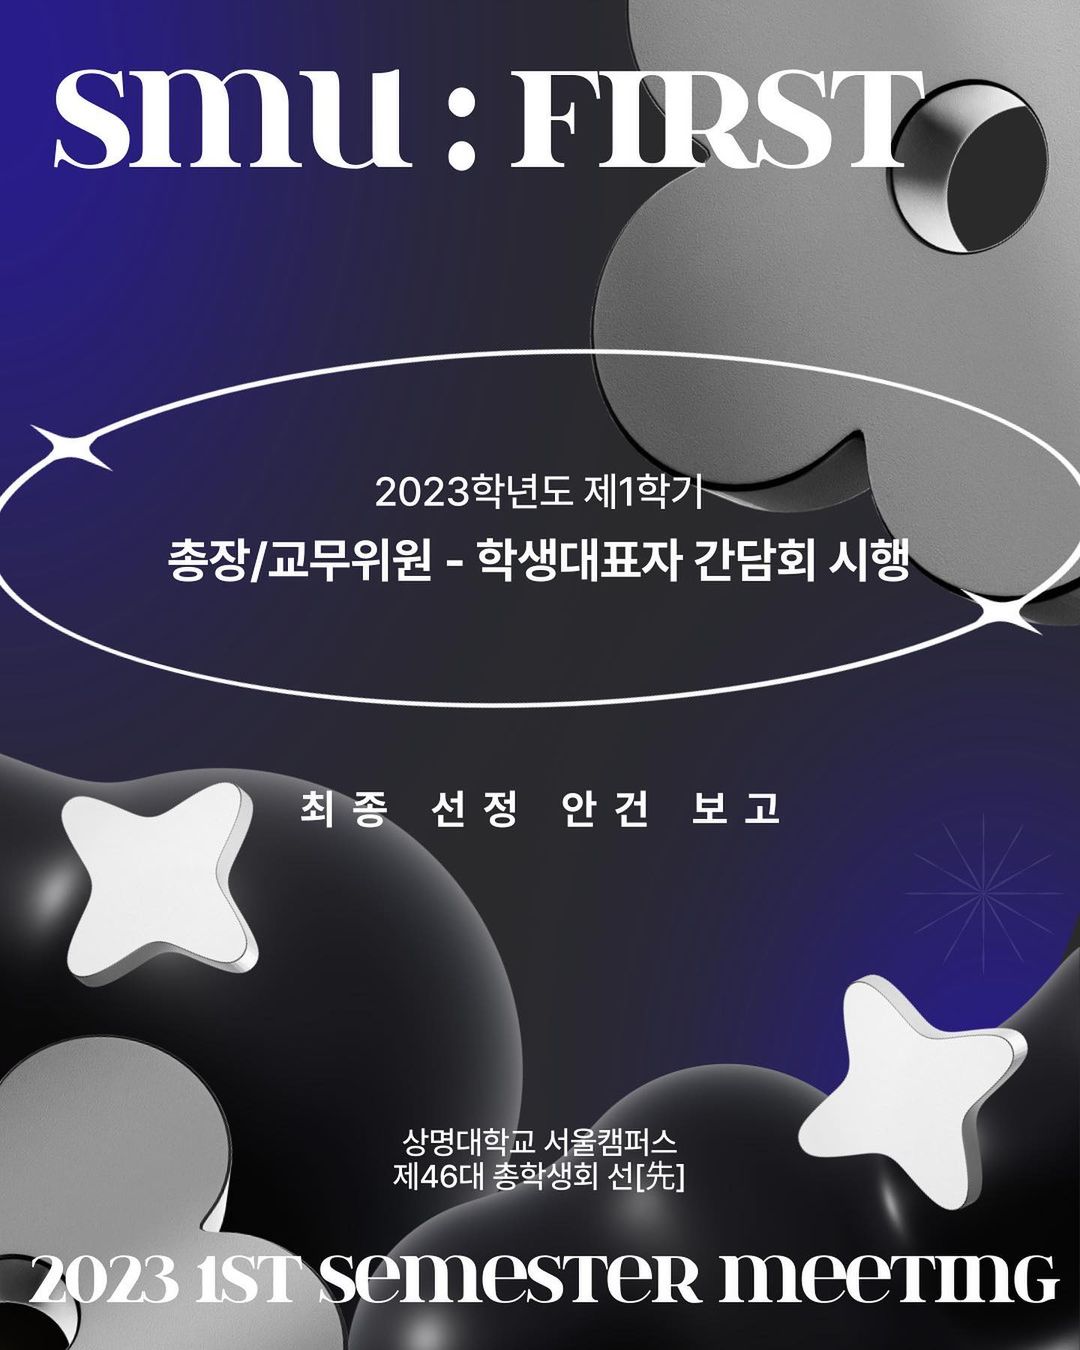 smu : FIRST
2023학년도 제1학기
총장/교무위원 - 학생대표자 간담회 시행
최종 선정 안건 보고
상명대학교 서울캠퍼스
제46대 총학생회 선[先]
2023 1ST SEMESTER MEETING